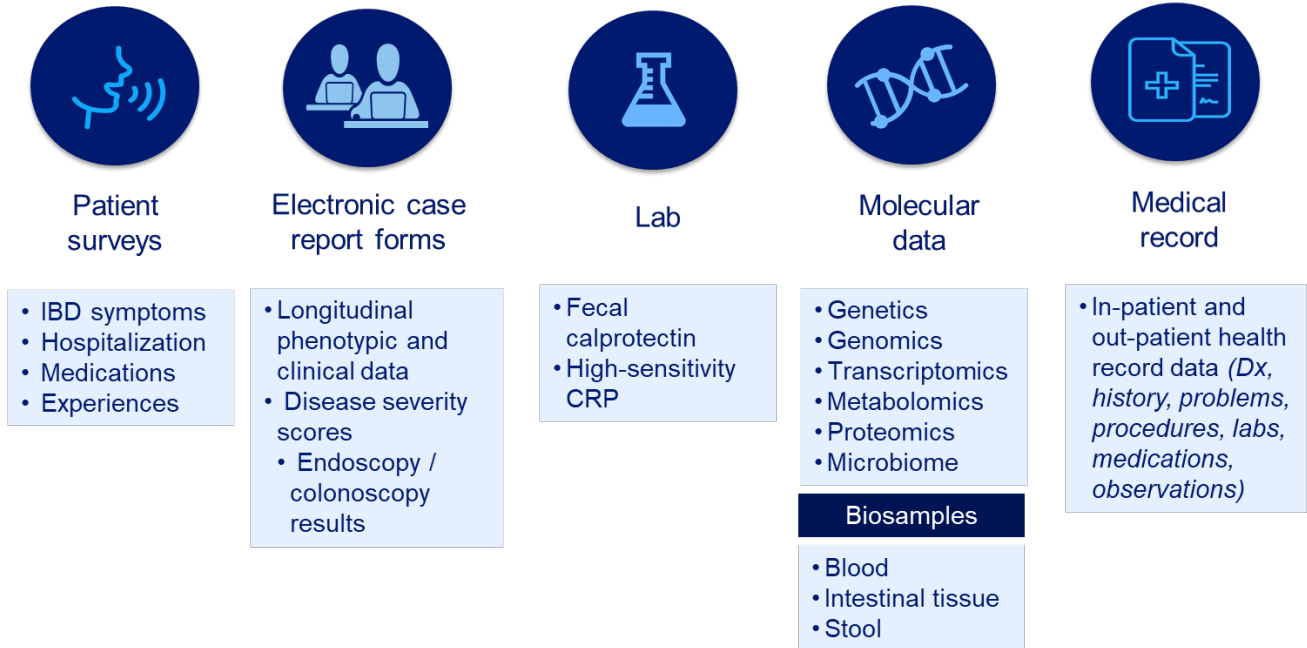 Patient
surveys
• IBD symptoms
• Hospitalization
• Medications
• Experiences
Electronic case
report forms
• Longitudinal
phenotypic and
clinical data
• Disease severity
scores
• Endoscopy /
colonoscopy
results
Lab
• Fecal
calprotectin
• High-sensitivity
CRP
Molecular
data
• Genetics
• Genomics
• Transcriptomics
• Metabolomics
• Proteomics
• Microbiome
Biosamples
• Blood
• Intestinal tissue
• Stool
Medical
record
• In-patient and
out-patient health
record data (Dx,
history, problems,
procedures, labs,
medications,
observations)